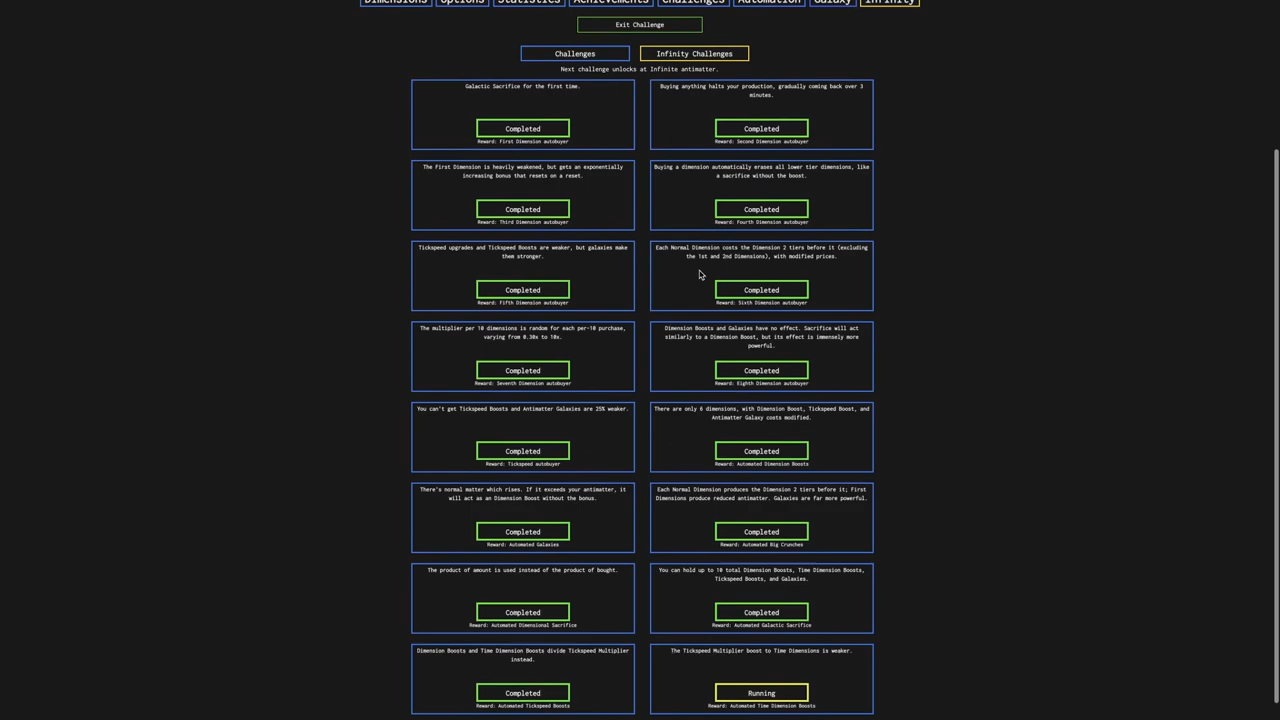 Dimensions Options Statistics Achievements Challenges Automation Galaxy Infinity
Exit Challenge
Challenges Infinity Challenges
Next challenge unlocks at Infinite antimatter.
Galactic Sacrifice for the first time.
Completed
Reward: First Dimension autobuyer
Buying anything halts your production, gradually coming back over 3
minutes.
Completed
Reward: Second Dimension autobuyer
The First Dimension is heavily weakened, but gets an exponentially
increasing bonus that resets on a reset.
Completed
Reward: Third Dimension autobuyer
Buying a dimension automatically erases all lower tier dimensions, like
a sacrifice without the boost.
Completed
Reward: Fourth Dimension autobuyer
Tickspeed upgrades and Tickspeed Boosts are weaker, but galaxies make
them stronger.
Completed
Reward: Fifth Dimension autobuyer
Each Normal Dimension costs the Dimension 2 tiers before it (excluding
the 1st and 2nd Dimensions), with modified prices.
Completed
Reward: Sixth Dimension autobuyer
The multiplier per 10 dimensions is random for each per-10 purchase,
varying from 0.30x to 10x.
Completed
Reward: Seventh Dimension autobuyer
Dimension Boosts and Galaxies have no effect. Sacrifice will act
similarly to a Dimension Boost, but its effect is immensely more
powerful.
Completed
Reward: Eighth Dimension autobuyer
You can't get Tickspeed Boosts and Antimatter Galaxies are 25% weaker.
Completed
Reward: Tickspeed autobuyer
There are only 6 dimensions, with Dimension Boost, Tickspeed Boost, and
Antimatter Galaxy costs modified.
Completed
Reward: Automated Dimension Boosts
There's normal matter which rises. If it exceeds your antimatter, it
will act as an Dimension Boost without the bonus.
Completed
Reward: Automated Galaxies
Each Normal Dimension produces the Dimension 2 tiers before it; First
Dimensions produce reduced antimatter. Galaxies are far more powerful.
Completed
Reward: Automated Big Crunches
The product of amount is used instead of the product of bought.
Completed
Reward: Automated Dimensional Sacrifice
You can hold up to 10 total Dimension Boosts, Time Dimension Boosts,
Tickspeed Boosts, and Galaxies.
Completed
Reward: Automated Galactic Sacrifice
Dimension Boosts and Time Dimension Boosts divide Tickspeed Multiplier
instead.
Completed
Reward: Automated Tickspeed Boosts
The Tickspeed Multiplier boost to Time Dimensions is weaker.
Running
Reward: Automated Time Dimension Boosts